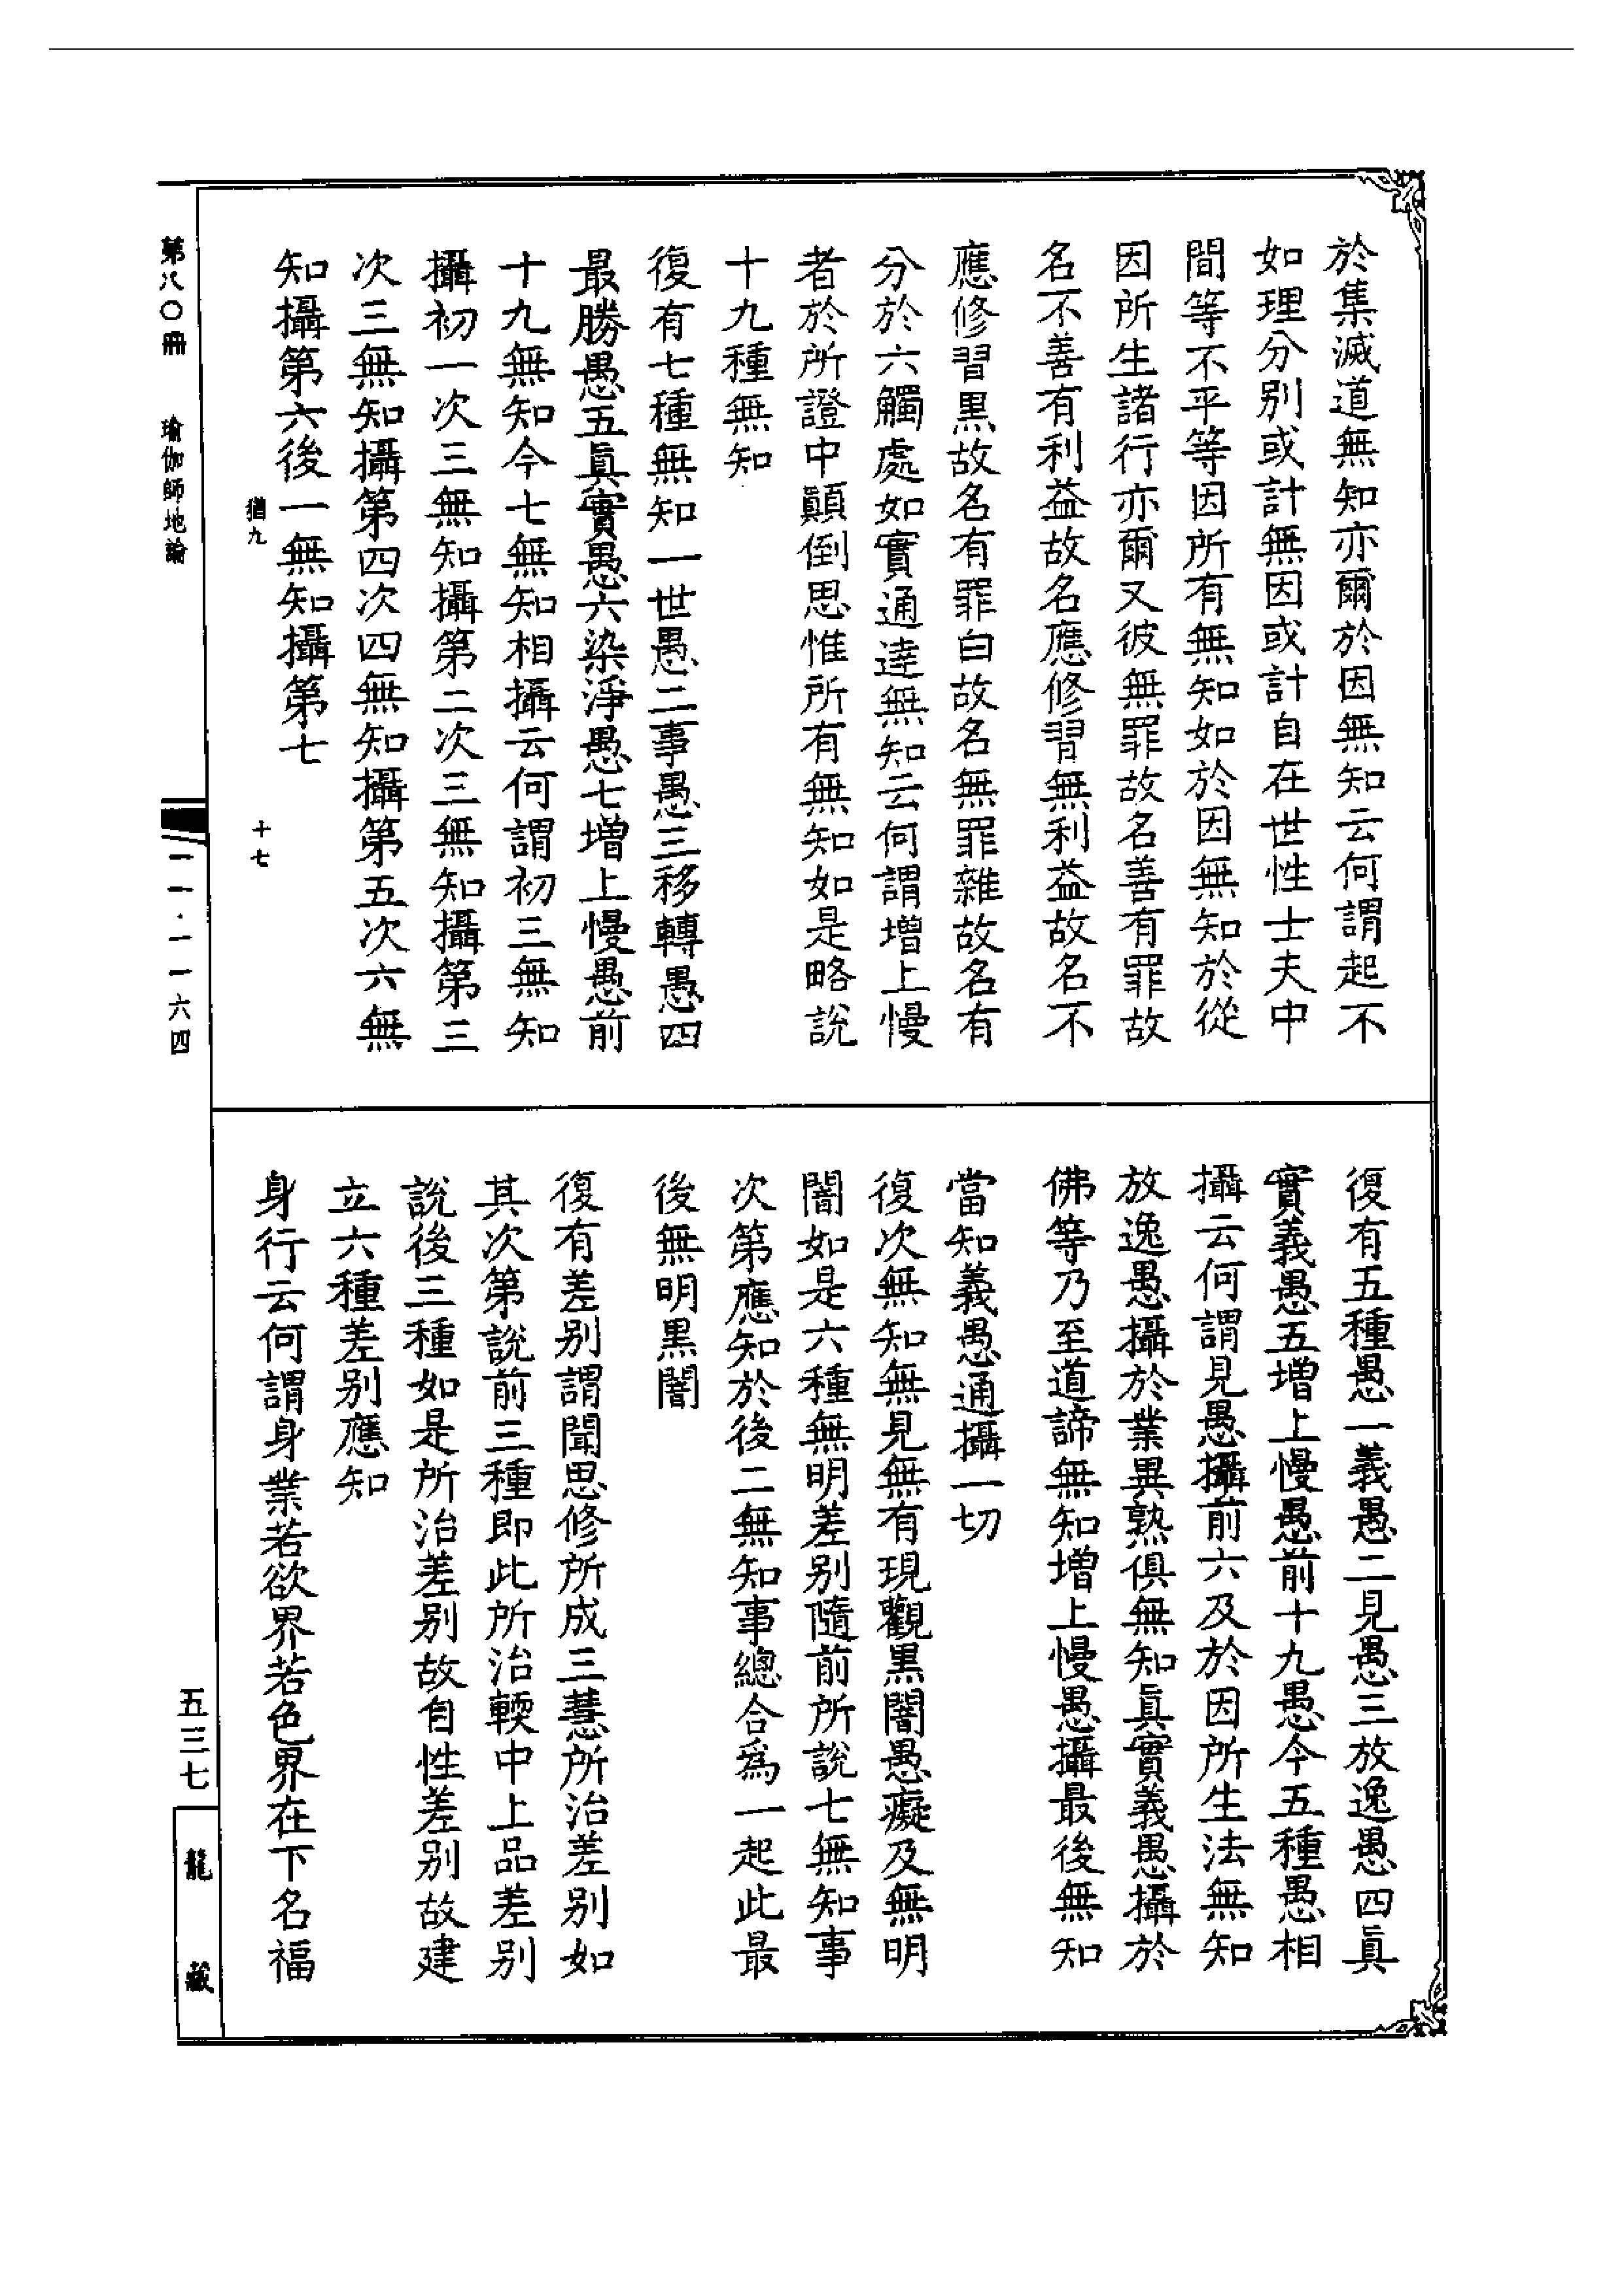 於集滅道無知亦爾於因無知云何謂起不
如理分別或計無因或計自在世性士夫中
間等不平等因所有無知如於因無知於從
因所生諸行亦爾又彼無罪故名善有罪故
名不善有利益故名應修習無利益故名不
應修習黒故名有罪白故名無罪雜故名有
分於六觸處如實通達無知云何謂增上慢
者於所證中顛倒思惟所有無知如是略說
十九種無知
復有七種無知一世愚二事愚三移轉愚四
最勝愚五眞實愚六染淨愚七增上慢愚前
十九無知今七無知相攝云何謂初三無知
攝初一次三無知攝第二次三無知攝第三
次三無知攝第四次四無知攝第五次六無
知攝第六後一無知攝第七
猶九
十七
復有五種愚一義愚二見愚三放逸愚四眞
實義愚五增上慢愚前十九愚今五種愚相
攝云何謂見愚攝前六及於因所生法無知
放逸愚攝於業異熟俱無知眞實義愚攝於
佛等乃至道諦無知增上慢愚攝最後無知
當知義愚通攝一切
復次無知無見無有現觀黒闇愚癡及無明
闇如是六種無明差别隨前所說七無知事
次第應知於後二無知事總合爲一起此最
後無明黒闇
復有差别謂聞思修所成三慧所治差别如
其次第說前三種即此所治輭中上品差别
說後三種如是所治差别故自性差别故建
立六種差别應知
身行云何謂身業若欲界若色界在下名福
第八〇冊
瑜伽師地論
一一·一一六四
五三七
龍藏